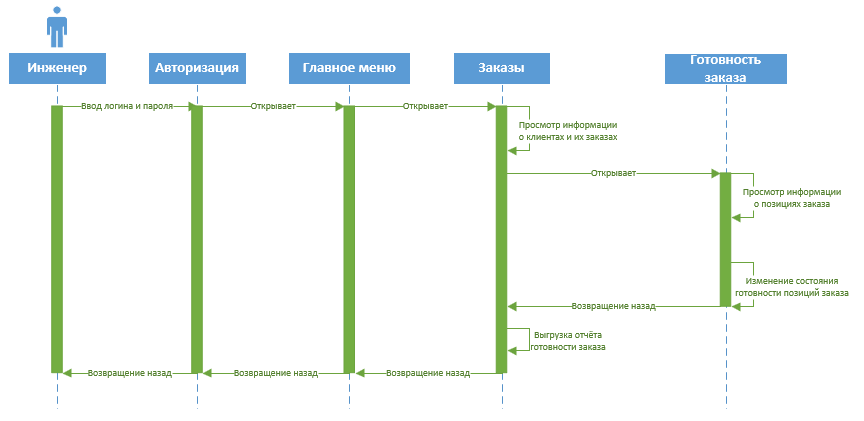 Инженер
Авторизация
Главное меню
Заказы
Готовность
заказа
Ввод логина и пароля
Открывает
Открывает
Просмотр информации
о клиентах и их заказах
Открывает
Просмотр информации
о позициях заказа
Изменение состояния
готовности позиций заказа
Возвращение назад
Выгрузка отчёта
готовности заказа
Возвращение назад
Возвращение назад
Возвращение назад